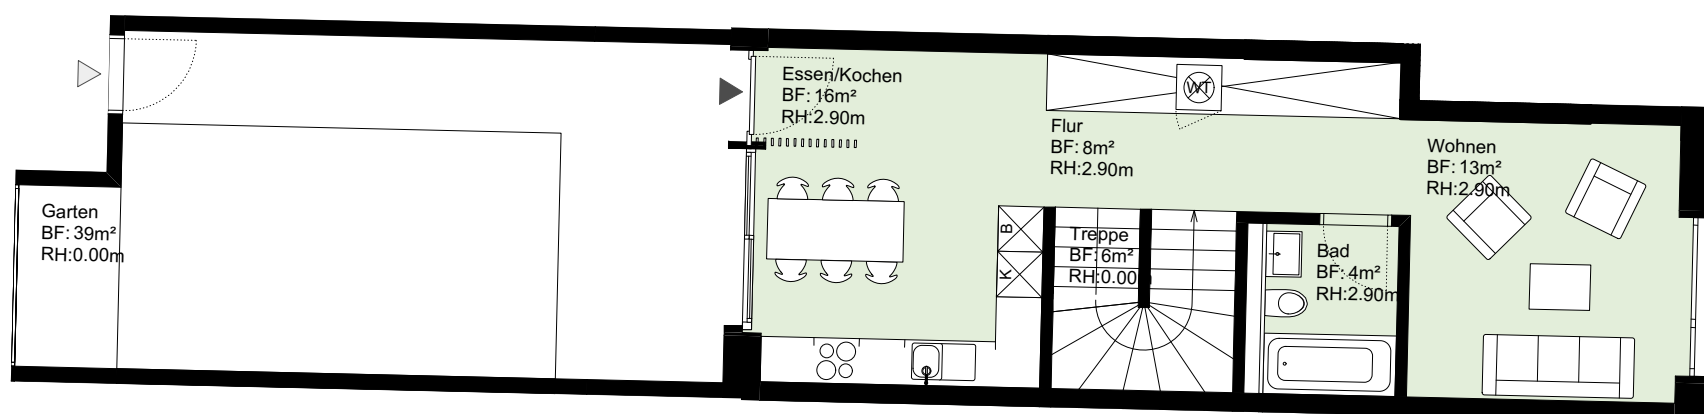 Essen/Kochen
BF: 16m²
RH:2.90m
WT
Flur
BF: 8m²
RH:2.90m
Wohnen
BF: 13m²
RH:2.90m
Garten
BF: 39m²
RH:0.00m
B
K
Treppe
BF: 6m²
RH:0.00m
Bad
BF: 4m²
RH:2.90m